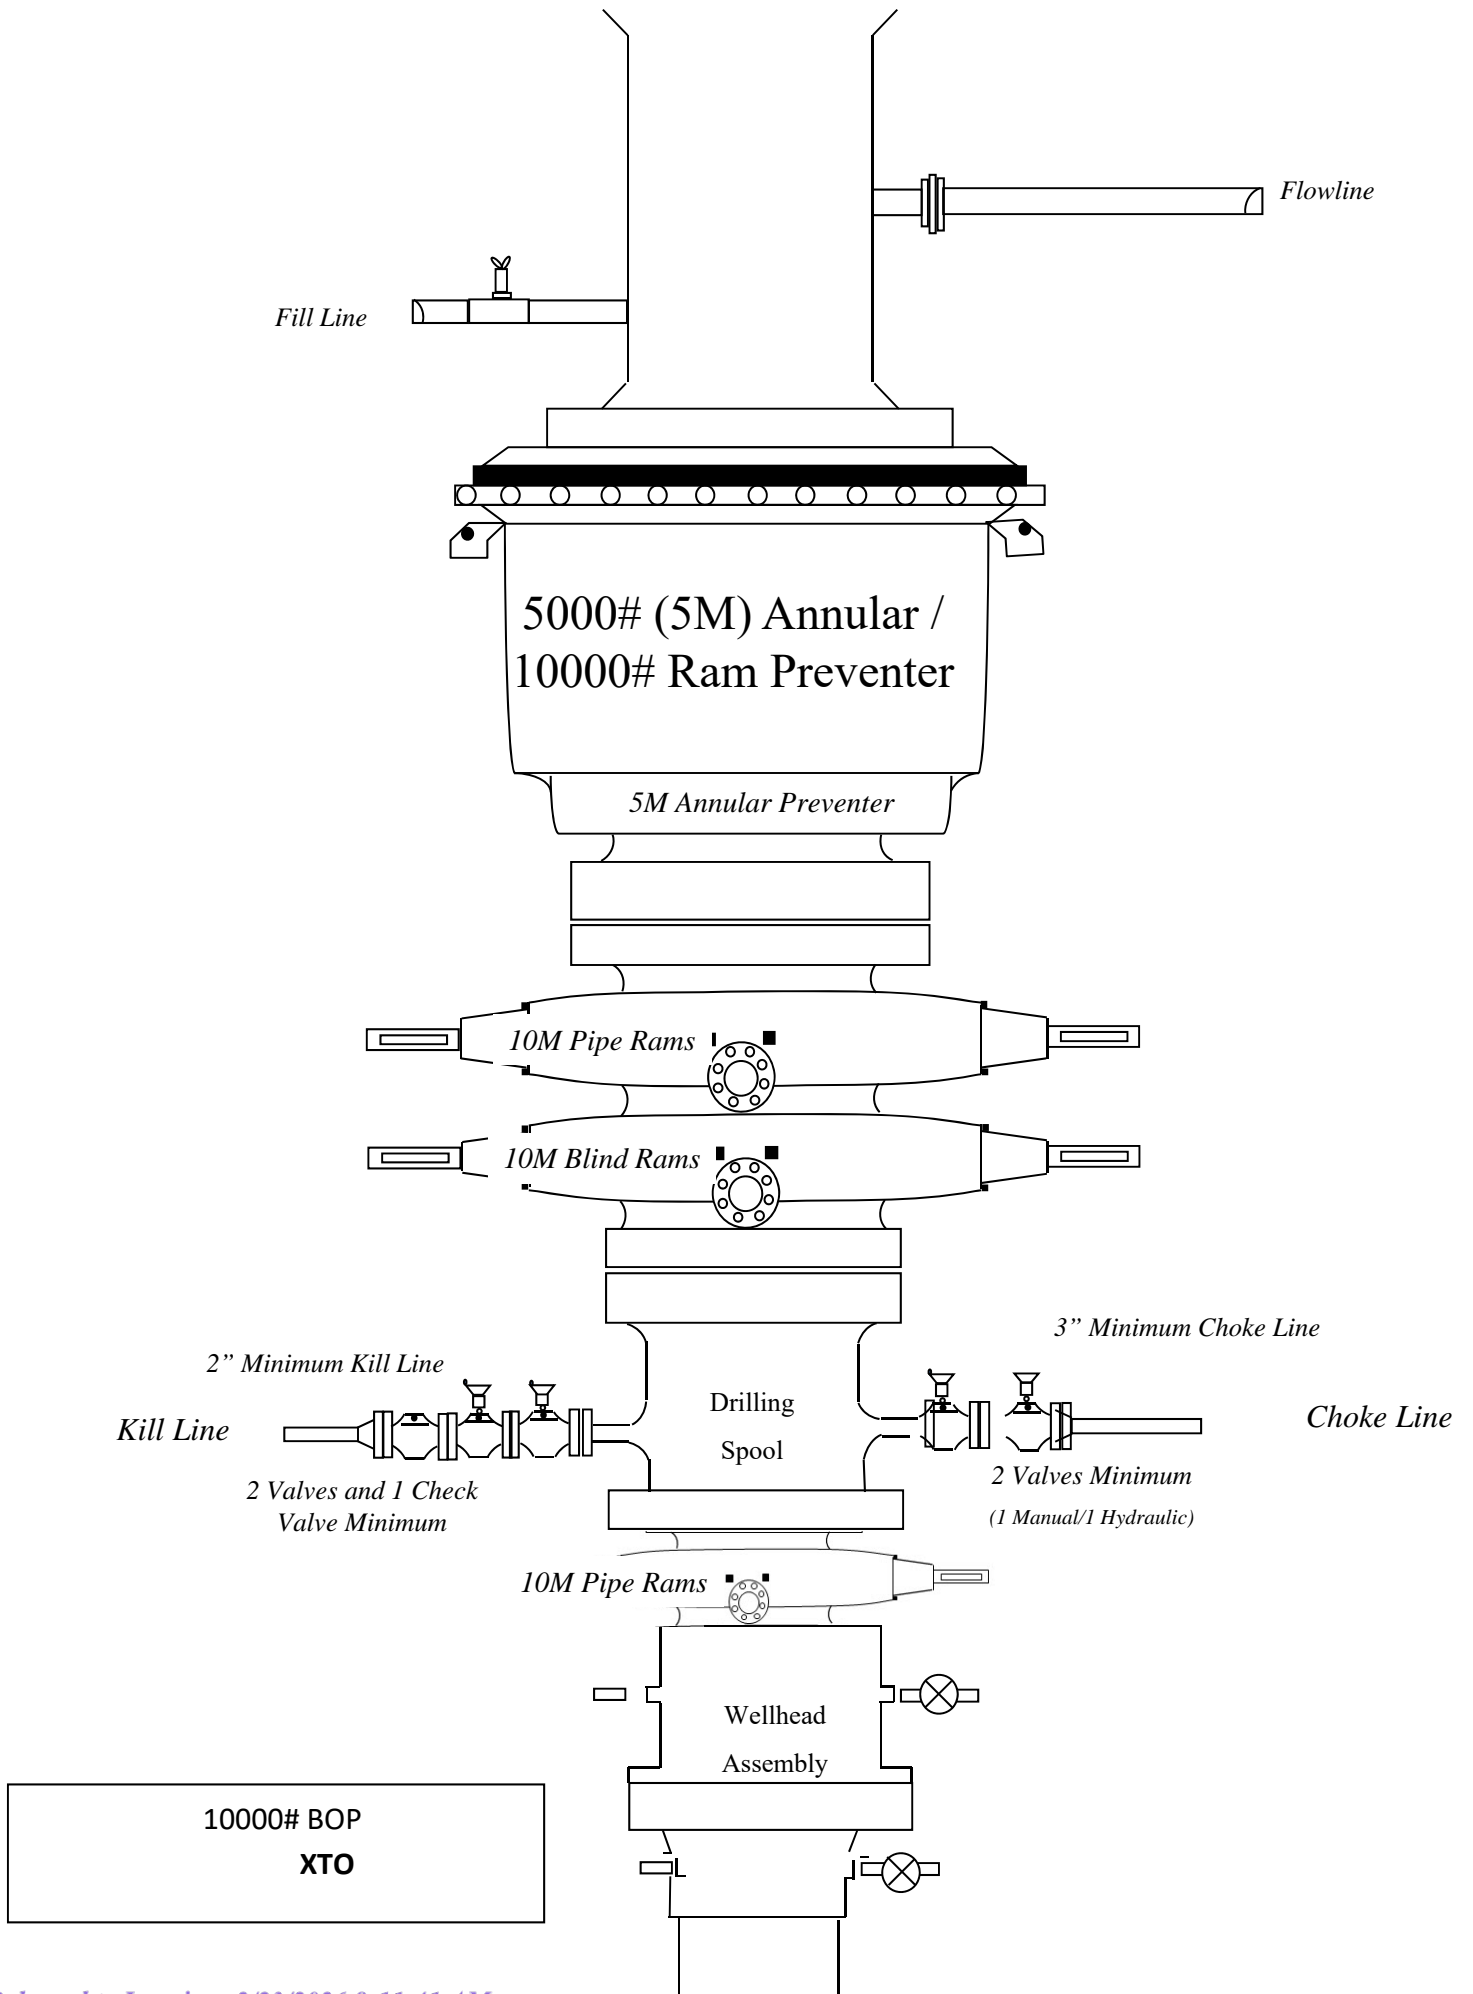 Flowline
Fill Line
5000# (5M) Annular /
10000# Ram Preventer
5M Annular Preventer
10M Pipe Rams
10M Blind Rams
3” Minimum Choke Line
2” Minimum Kill Line
Drilling
Spool
Kill Line
Choke Line
2 Valves and 1 Check
Valve Minimum
2 Valves Minimum
(1 Manual/1 Hydraulic)
10M Pipe Rams
Wellhead
Assembly
10000# BOP
XTO